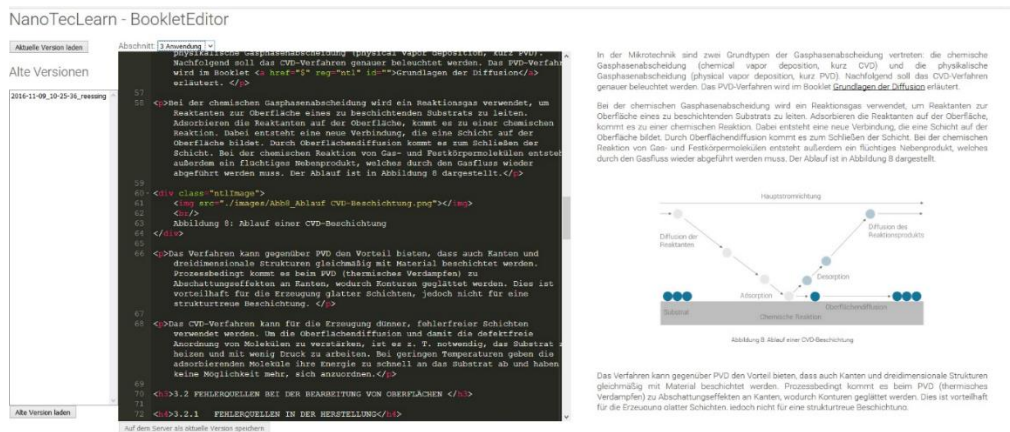 NanoTecLearn - BookletEditor
Aktuelle Version laden
Alte Versionen
2016-11-09_10-25-36_reessing
Alte Version laden
Abschnitt: 3 Anwendung
physikalische Gasphasenabscheidung (physical vapor deposition, kurz PVD).
Nachfolgend soll das CVD-Verfahren genauer beleuchtet werden. Das PVD-Verfahren
wird im Booklet <a href="$" reg="ntl" id="">Grundlagen der Diffusion</a>
erläutert. </p>
57
58 <p>Bei der chemischen Gasphasenabscheidung wird ein Reaktionsgas verwendet, um
Reaktanten zur Oberfläche eines zu beschichtenden Substrats zu leiten.
Adsorbieren die Reaktanten auf der Oberfläche, kommt es zu einer chemischen
Reaktion. Dabei entsteht eine neue Verbindung, die eine Schicht auf der
Oberfläche bildet. Durch Oberflächendiffusion kommt es zum Schließen der
Schicht. Bei der chemischen Reaktion von Gas- und Festkörpermolekülen entsteht
außerdem ein flüchtiges Nebenprodukt, welches durch den Gasfluss wieder
abgeführt werden muss. Der Ablauf ist in Abbildung 8 dargestellt.</p>
59
60 <div class="ntlImage">
61 <img src="./images/Abb8_Ablauf CVD-Beschichtung.png"></img>
62 <br/>
63 Abbildung 8: Ablauf einer CVD-Beschichtung
64 </div>
65
66 <p>Das Verfahren kann gegenüber PVD den Vorteil bieten, dass auch Kanten und
dreidimensionale Strukturen gleichmäßig mit Material beschichtet werden.
Prozessbedingt kommt es beim PVD (thermisches Verdampfen) zu
Abschattungseffekten an Kanten, wodurch Konturen geglättet werden. Dies ist
vorteilhaft für die Erzeugung glatter Schichten, jedoch nicht für eine
strukturtreue Beschichtung. </p>
67
68 <p>Das CVD-Verfahren kann für die Erzeugung dünner, fehlerfreier Schichten
verwendet werden. Um die Oberflächendiffusion und damit die defektfreie
Anordnung von Molekülen zu verstärken, ist es z. T. notwendig, das Substrat z
heizen und mit wenig Druck zu arbeiten. Bei geringen Temperaturen geben die
adsorbierenden Moleküle ihre Energie zu schnell an das Substrat ab und haben
keine Möglichkeit mehr, sich anzuordnen.</p>
69
70 <h3>3.2 FEHLERQUELLEN BEI DER BEARBEITUNG VON OBERFLÄCHEN </h3>
71
72 <h4>3.2.1 FEHLERQUELLEN IN DER HERSTELLUNG</h4>
Auf dem Server als aktuelle Version speichern
In der Mikrotechnik sind zwei Grundtypen der Gasphasenabscheidung vertreten: die chemische
Gasphasenabscheidung (chemical vapor deposition, kurz CVD) und die physikalische
Gasphasenabscheidung (physical vapor deposition, kurz PVD). Nachfolgend soll das CVD-Verfahren
genauer beleuchtet werden. Das PVD-Verfahren wird im Booklet Grundlagen der Diffusion erläutert.
Bei der chemischen Gasphasenabscheidung wird ein Reaktionsgas verwendet, um Reaktanten zur
Oberfläche eines zu beschichtenden Substrats zu leiten. Adsorbieren die Reaktanten auf der Oberfläche,
kommt es zu einer chemischen Reaktion. Dabei entsteht eine neue Verbindung, die eine Schicht auf der
Oberfläche bildet. Durch Oberflächendiffusion kommt es zum Schließen der Schicht. Bei der chemischen
Reaktion von Gas- und Festkörpermolekülen entsteht außerdem ein flüchtiges Nebenprodukt, welches
durch den Gasfluss wieder abgeführt werden muss. Der Ablauf ist in Abbildung 8 dargestellt.
Hauptstromrichtung
Diffusion der
Reaktanten
Diffusion des
Reaktionsprodukts
Desorption
Adsorption
Oberflächendiffusion
Substrat
Chemische Reaktion
Abbildung 8: Ablauf einer CVD-Beschichtung
Das Verfahren kann gegenüber PVD den Vorteil bieten, dass auch Kanten und dreidimensionale Strukturen
gleichmäßig mit Material beschichtet werden. Prozessbedingt kommt es beim PVD (thermisches
Verdampfen) zu Abschattungseffekten an Kanten, wodurch Konturen geglättet werden. Dies ist vorteilhaft
für die Erzeugung glatter Schichten, jedoch nicht für eine strukturtreue Beschichtung.